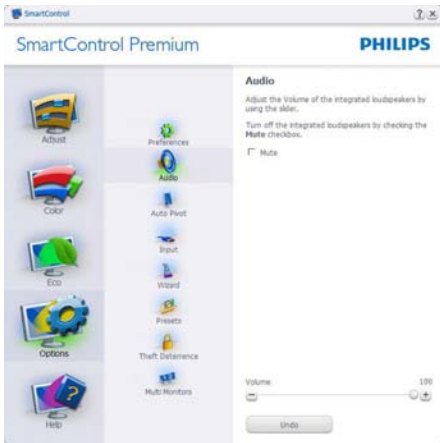 SmartControl
SmartControl Premium
PHILIPS
Adjust
Color
Eco
Options
Help
Preferences
Audio
Auto Pivot
Input
Wizard
Presets
Theft Deterrence
Multi Monitors
Audio
Adjust the Volume of the integrated loudspeakers by
using the slider.
Turn off the integrated loudspeakers by checking the
Mute checkbox.
Mute
Volume
100
Undo